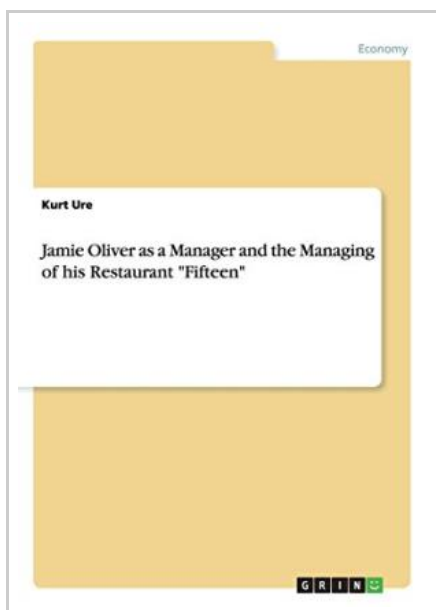 Economy
Kurt Ure
Jamie Oliver as a Manager and the Managing
of his Restaurant "Fifteen"
GRIN